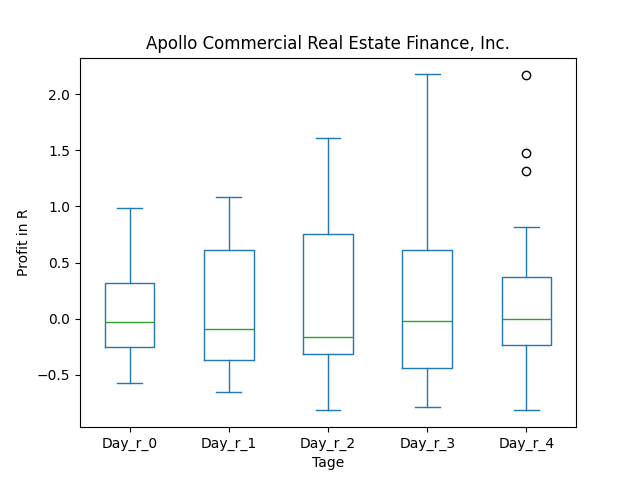 Apollo Commercial Real Estate Finance, Inc.
Profit in R
2.0
1.5
1.0
0.5
0.0
−0.5
Day_r_0 Day_r_1 Day_r_2 Day_r_3 Day_r_4
Tage